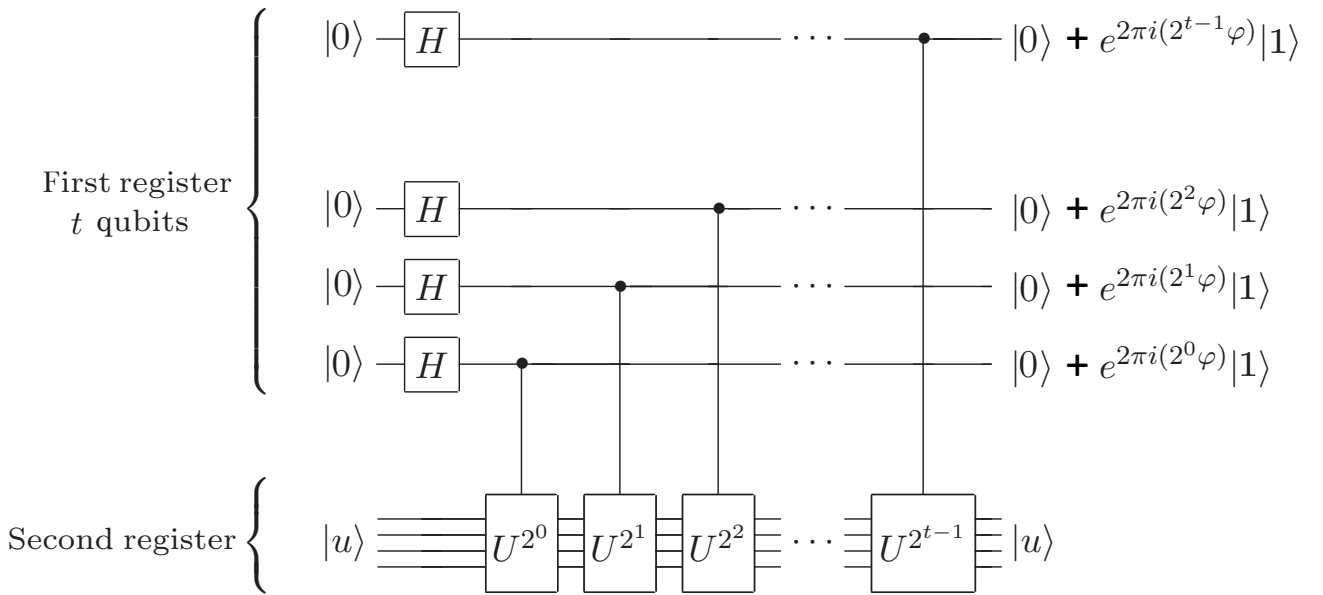 |0⟩ H ··· |0⟩ + e^{2πi(2^{t−1}φ)}|1⟩
First register
t qubits
|0⟩ H ··· |0⟩ + e^{2πi(2^2φ)}|1⟩
|0⟩ H ··· |0⟩ + e^{2πi(2^1φ)}|1⟩
|0⟩ H ··· |0⟩ + e^{2πi(2^0φ)}|1⟩
Second register |u⟩ U^{2^0} U^{2^1} U^{2^2} ··· U^{2^{t−1}} |u⟩